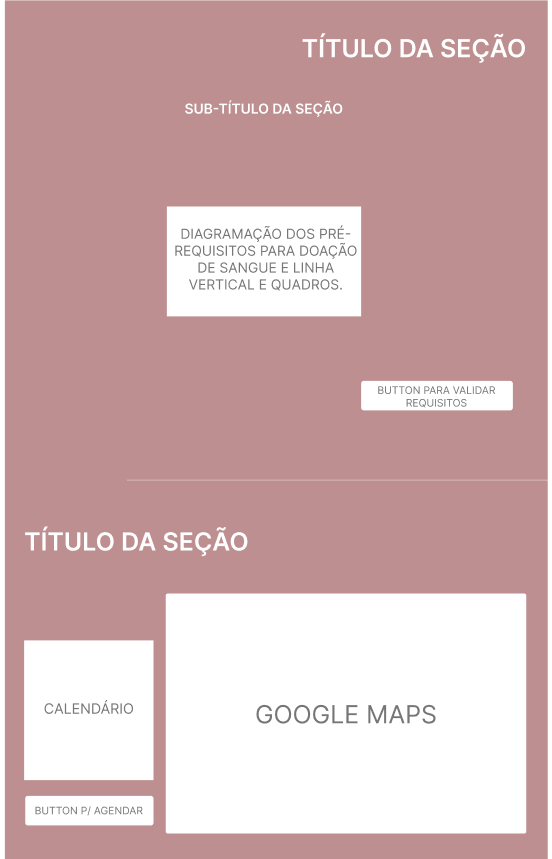 TÍTULO DA SEÇÃO
SUB-TÍTULO DA SEÇÃO
DIAGRAMAÇÃO DOS PRÉ-
REQUISITOS PARA DOAÇÃO
DE SANGUE E LINHA
VERTICAL E QUADROS.
BUTTON PARA VALIDAR
REQUISITOS
TÍTULO DA SEÇÃO
CALENDÁRIO
GOOGLE MAPS
BUTTON P/ AGENDAR